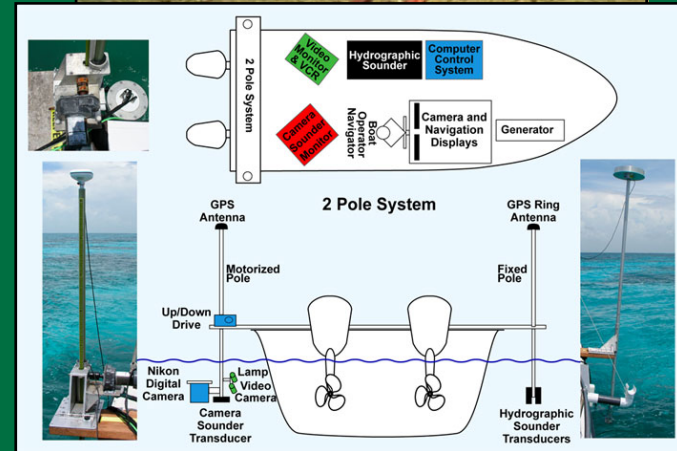 2 Pole System
Video
Monitor
& VCR
Hydrographic
Sounder
Computer
Control
System
Camera
Sounder
Monitor
Boat
Operator
Navigator
Camera and
Navigation
Displays
Generator
2 Pole System
GPS
Antenna
GPS Ring
Antenna
Motorized
Pole
Fixed
Pole
Up/Down
Drive
Nikon
Digital
Camera
Lamp
Video
Camera
Camera
Sounder
Transducer
Hydrographic
Sounder
Transducers